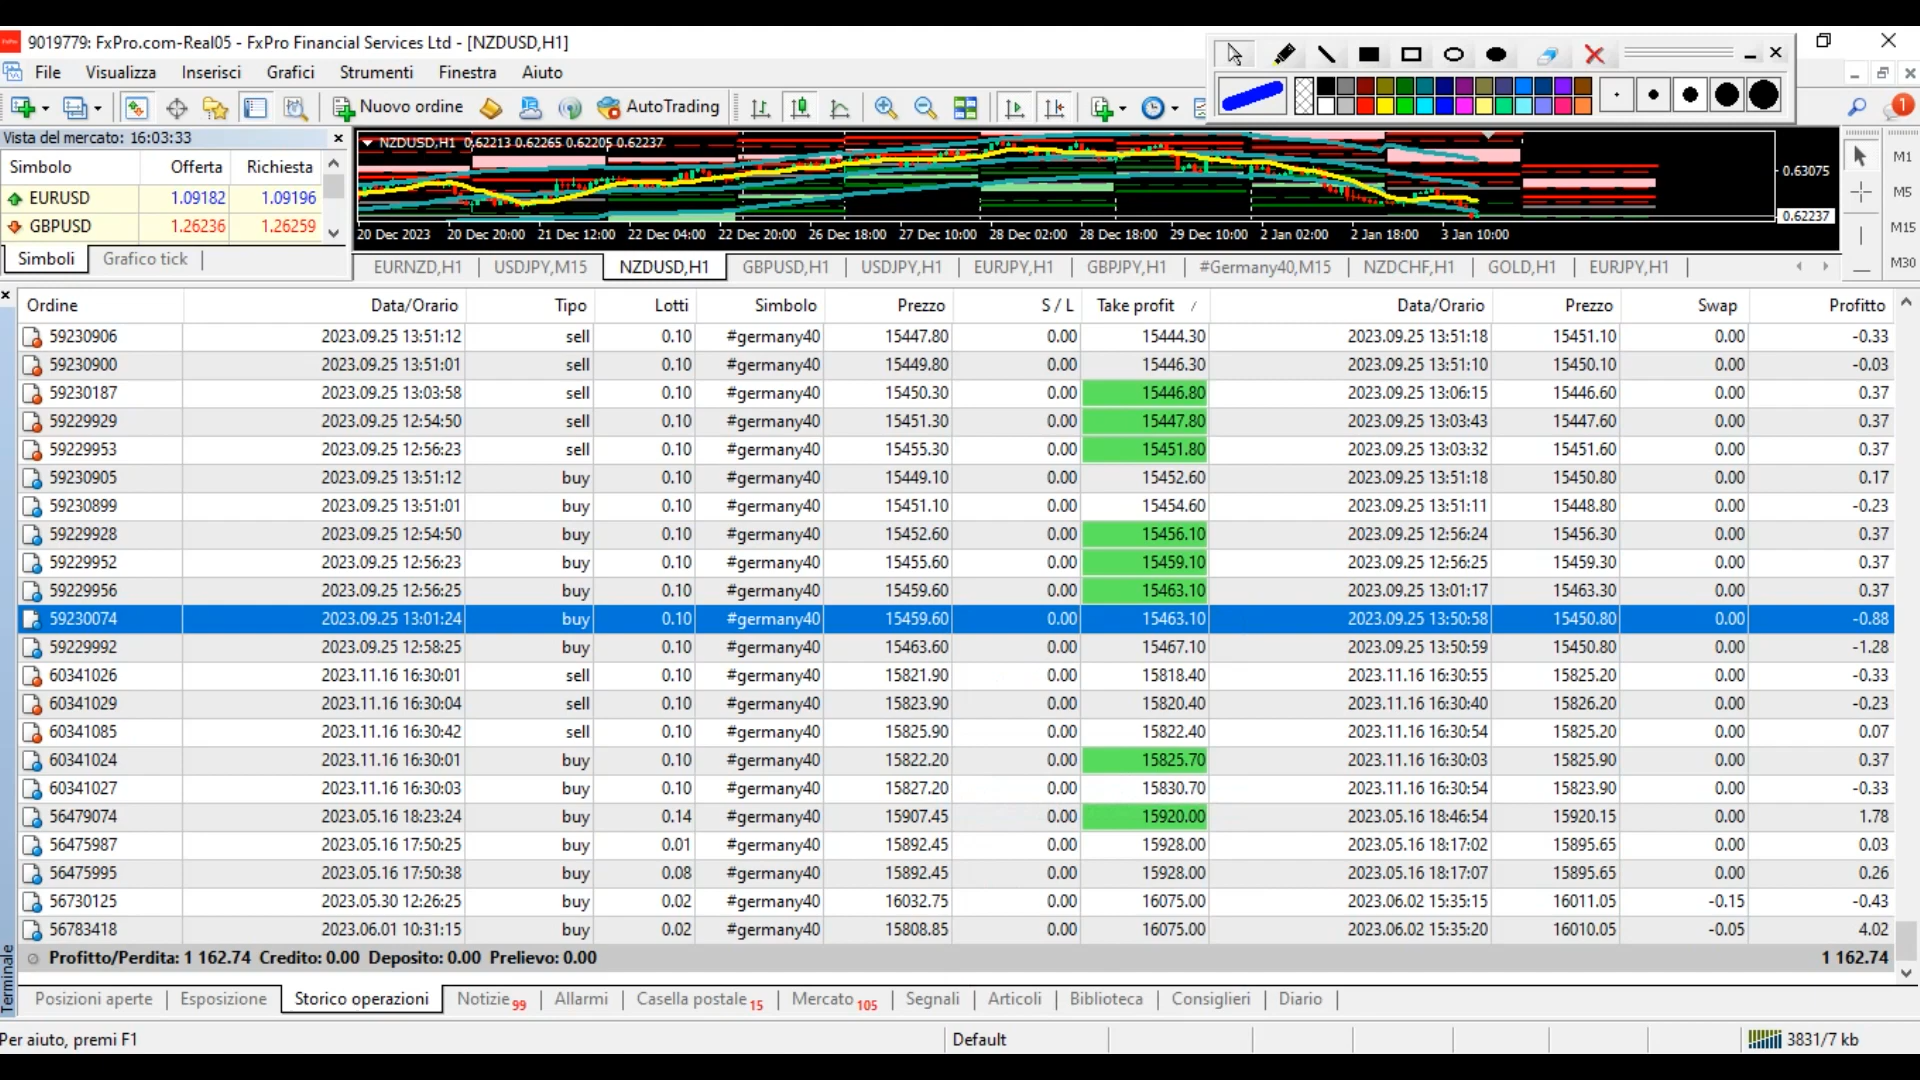 9019779: FxPro.com-Real05 - FxPro Financial Services Ltd - [NZDUSD,H1]
File Visualizza Inserisci Grafici Strumenti Finestra Aiuto
Nuovo ordine AutoTrading
1
Vista del mercato: 16:03:33
Simbolo Offerta Richiesta
EURUSD 1.09182 1.09196
GBPUSD 1.26236 1.26259
Simboli Grafico tick
NZDUSD,H1 0.62213 0.62265 0.62205 0.62237
0.63075
0.62237
20 Dec 2023 20 Dec 20:00 21 Dec 12:00 22 Dec 04:00 22 Dec 20:00 26 Dec 18:00 27 Dec 10:00 28 Dec 02:00 28 Dec 18:00 29 Dec 10:00 2 Jan 02:00 2 Jan 18:00 3 Jan 10:00
EURNZD,H1 USDJPY,M15 NZDUSD,H1 GBPUSD,H1 USDJPY,H1 EURJPY,H1 GBPJPY,H1 #Germany40,M15 NZDCHF,H1 GOLD,H1 EURJPY,H1
M1
M5
M15
M30
Ordine Data/Orario Tipo Lotti Simbolo Prezzo S / L Take profit / Data/Orario Prezzo Swap Profitto
59230906 2023.09.25 13:51:12 sell 0.10 #germany40 15447.80 0.00 15444.30 2023.09.25 13:51:18 15451.10 0.00 -0.33
59230900 2023.09.25 13:51:01 sell 0.10 #germany40 15449.80 0.00 15446.30 2023.09.25 13:51:10 15450.10 0.00 -0.03
59230187 2023.09.25 13:03:58 sell 0.10 #germany40 15450.30 0.00 15446.80 2023.09.25 13:06:15 15446.60 0.00 0.37
59229929 2023.09.25 12:54:50 sell 0.10 #germany40 15451.30 0.00 15447.80 2023.09.25 13:03:43 15447.60 0.00 0.37
59229953 2023.09.25 12:56:23 sell 0.10 #germany40 15455.30 0.00 15451.80 2023.09.25 13:03:32 15451.60 0.00 0.37
59230905 2023.09.25 13:51:12 buy 0.10 #germany40 15449.10 0.00 15452.60 2023.09.25 13:51:18 15450.80 0.00 0.17
59230899 2023.09.25 13:51:01 buy 0.10 #germany40 15451.10 0.00 15454.60 2023.09.25 13:51:11 15448.80 0.00 -0.23
59229928 2023.09.25 12:54:50 buy 0.10 #germany40 15452.60 0.00 15456.10 2023.09.25 12:56:24 15456.30 0.00 0.37
59229952 2023.09.25 12:56:23 buy 0.10 #germany40 15455.60 0.00 15459.10 2023.09.25 12:56:25 15459.30 0.00 0.37
59229956 2023.09.25 12:56:25 buy 0.10 #germany40 15459.60 0.00 15463.10 2023.09.25 13:01:17 15463.30 0.00 0.37
59230074 2023.09.25 13:01:24 buy 0.10 #germany40 15459.60 0.00 15463.10 2023.09.25 13:50:58 15450.80 0.00 -0.88
59229992 2023.09.25 12:58:25 buy 0.10 #germany40 15463.60 0.00 15467.10 2023.09.25 13:50:59 15450.80 0.00 -1.28
60341026 2023.11.16 16:30:01 sell 0.10 #germany40 15821.90 0.00 15818.40 2023.11.16 16:30:55 15825.20 0.00 -0.33
60341029 2023.11.16 16:30:04 sell 0.10 #germany40 15823.90 0.00 15820.40 2023.11.16 16:30:40 15826.20 0.00 -0.23
60341085 2023.11.16 16:30:42 sell 0.10 #germany40 15825.90 0.00 15822.40 2023.11.16 16:30:54 15825.20 0.00 0.07
60341024 2023.11.16 16:30:01 buy 0.10 #germany40 15822.20 0.00 15825.70 2023.11.16 16:30:03 15825.90 0.00 0.37
60341027 2023.11.16 16:30:03 buy 0.10 #germany40 15827.20 0.00 15830.70 2023.11.16 16:30:54 15823.90 0.00 -0.33
56479074 2023.05.16 18:23:24 buy 0.14 #germany40 15907.45 0.00 15920.00 2023.05.16 18:46:54 15920.15 0.00 1.78
56475987 2023.05.16 17:50:25 buy 0.01 #germany40 15892.45 0.00 15928.00 2023.05.16 18:17:02 15895.65 0.00 0.03
56475995 2023.05.16 17:50:38 buy 0.08 #germany40 15892.45 0.00 15928.00 2023.05.16 18:17:07 15895.65 0.00 0.26
56730125 2023.05.30 12:26:25 buy 0.02 #germany40 16032.75 0.00 16075.00 2023.06.02 15:35:15 16011.05 -0.15 -0.43
56783418 2023.06.01 10:31:15 buy 0.02 #germany40 15808.85 0.00 16075.00 2023.06.02 15:35:20 16010.05 -0.05 4.02
Profitto/Perdita: 1 162.74 Credito: 0.00 Deposito: 0.00 Prelievo: 0.00 1 162.74
Terminale
Posizioni aperte Esposizione Storico operazioni Notizie 99 Allarmi Casella postale 15 Mercato 105 Segnali Articoli Biblioteca Consiglieri Diario
Per aiuto, premi F1 Default 3831/7 kb